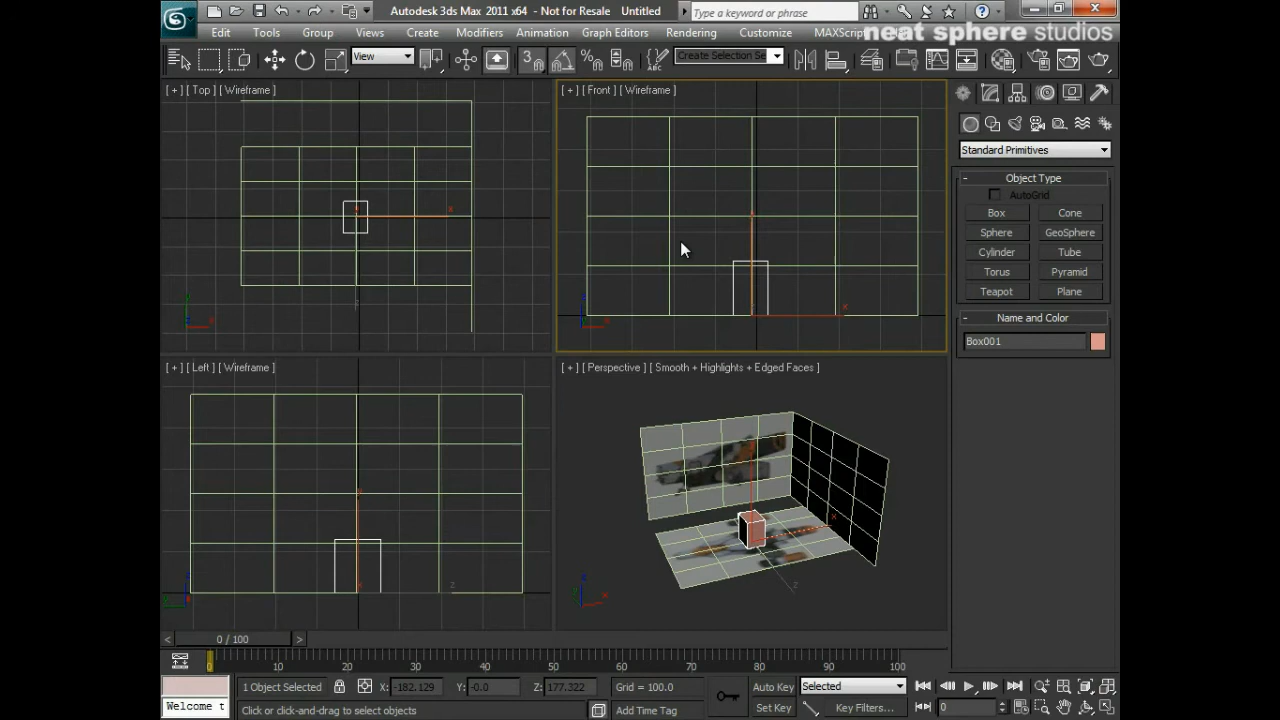 Autodesk 3ds Max 2011 x64 - Not for Resale Untitled
Type a keyword or phrase
Edit Tools Group Views Create Modifiers Animation Graph Editors Rendering Customize MAXScript
neat sphere studios
View
3
ABC
Create Selection Se
[ + ] [ Top ] [ Wireframe ]
[ + ] [ Front ] [ Wireframe ]
Standard Primitives
- Object Type
AutoGrid
Box Cone
Sphere GeoSphere
Cylinder Tube
Torus Pyramid
Teapot Plane
- Name and Color
Box001
[ + ] [ Left ] [ Wireframe ]
[ + ] [ Perspective ] [ Smooth + Highlights + Edged Faces ]
< 0 / 100 >
0 10 20 30 40 50 60 70 80 90 100
1 Object Selected X: -182.129 Y: -0.0 Z: 177.322 Grid = 100.0 Auto Key Selected
Welcome t Click or click-and-drag to select objects Add Time Tag Set Key Key Filters... 0